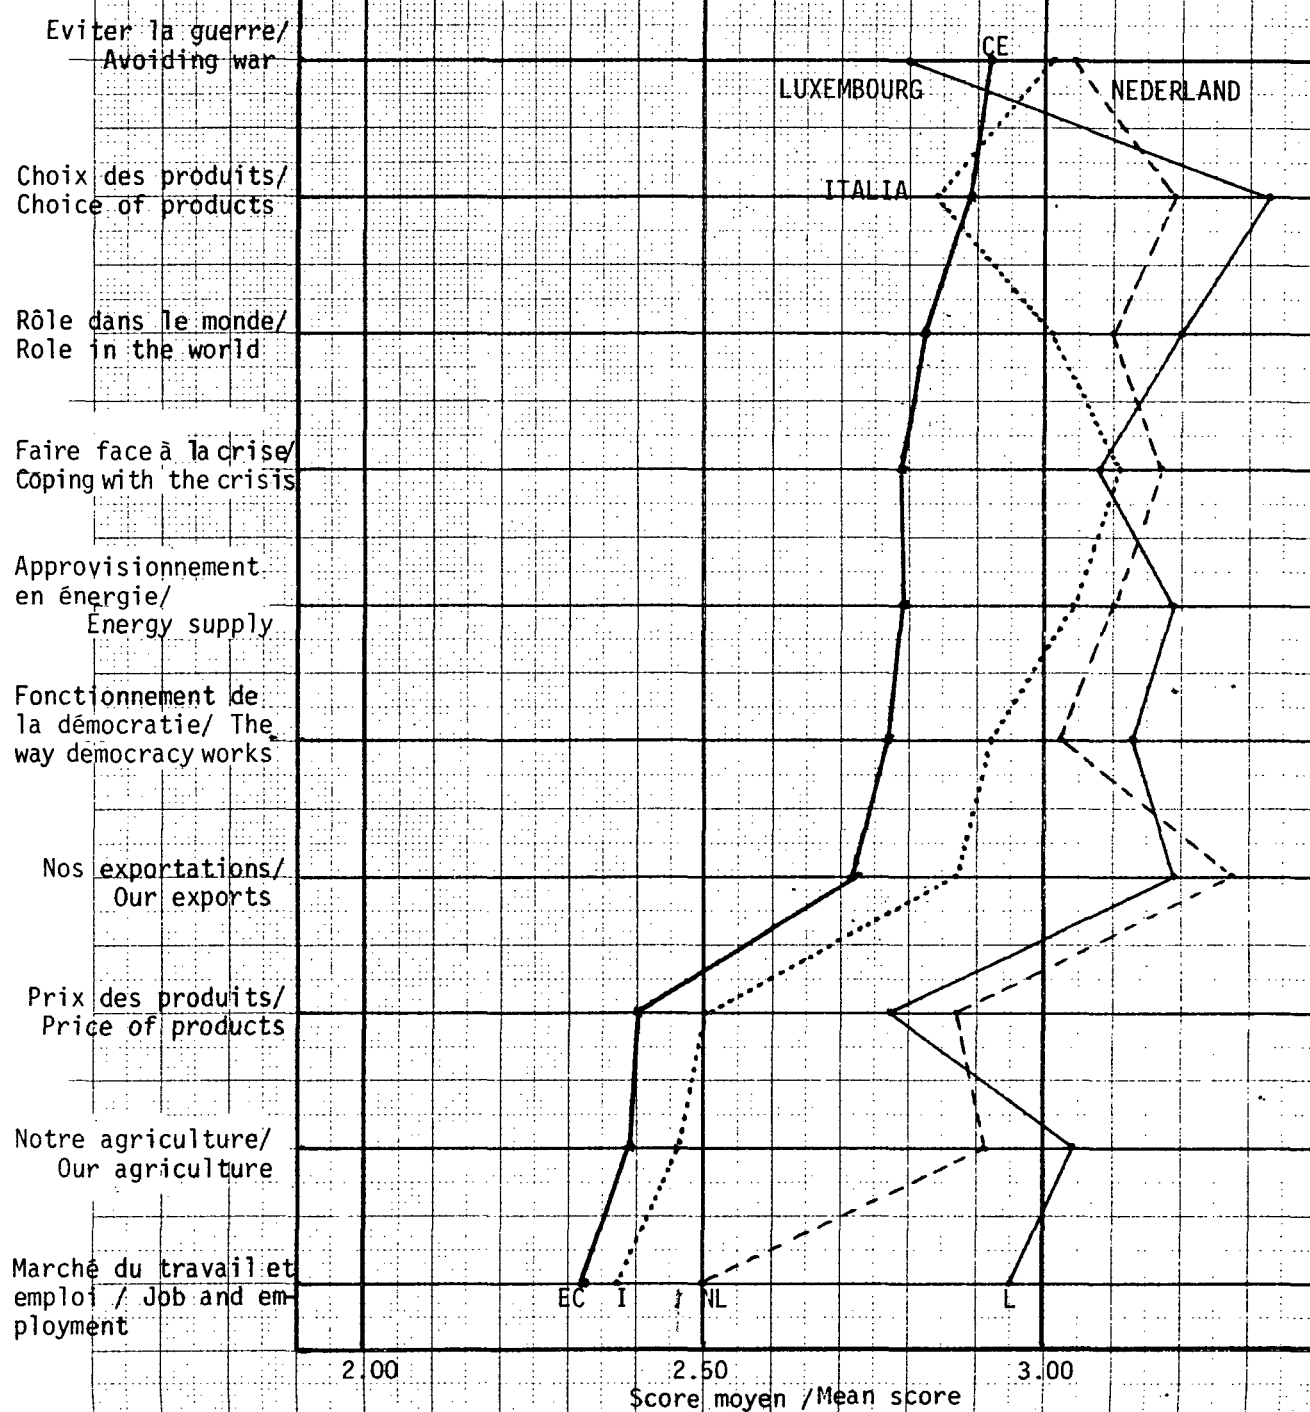 Eviter la guerre/
Avoiding war
CE
LUXEMBOURG
NEDERLAND
Choix des produits/
Choice of products
ITALIA
Rôle dans le monde/
Role in the world
Faire face à la crise/
Coping with the crisis
Approvisionnement
en énergie/
Energy supply
Fonctionnement de
la démocratie/ The
way democracy works
Nos exportations/
Our exports
Prix des produits/
Price of products
Notre agriculture/
Our agriculture
Marché du travail et
emploi / Job and em-
ployment
EC I NL L
2.00 2.50 3.00
Score moyen /Mean score